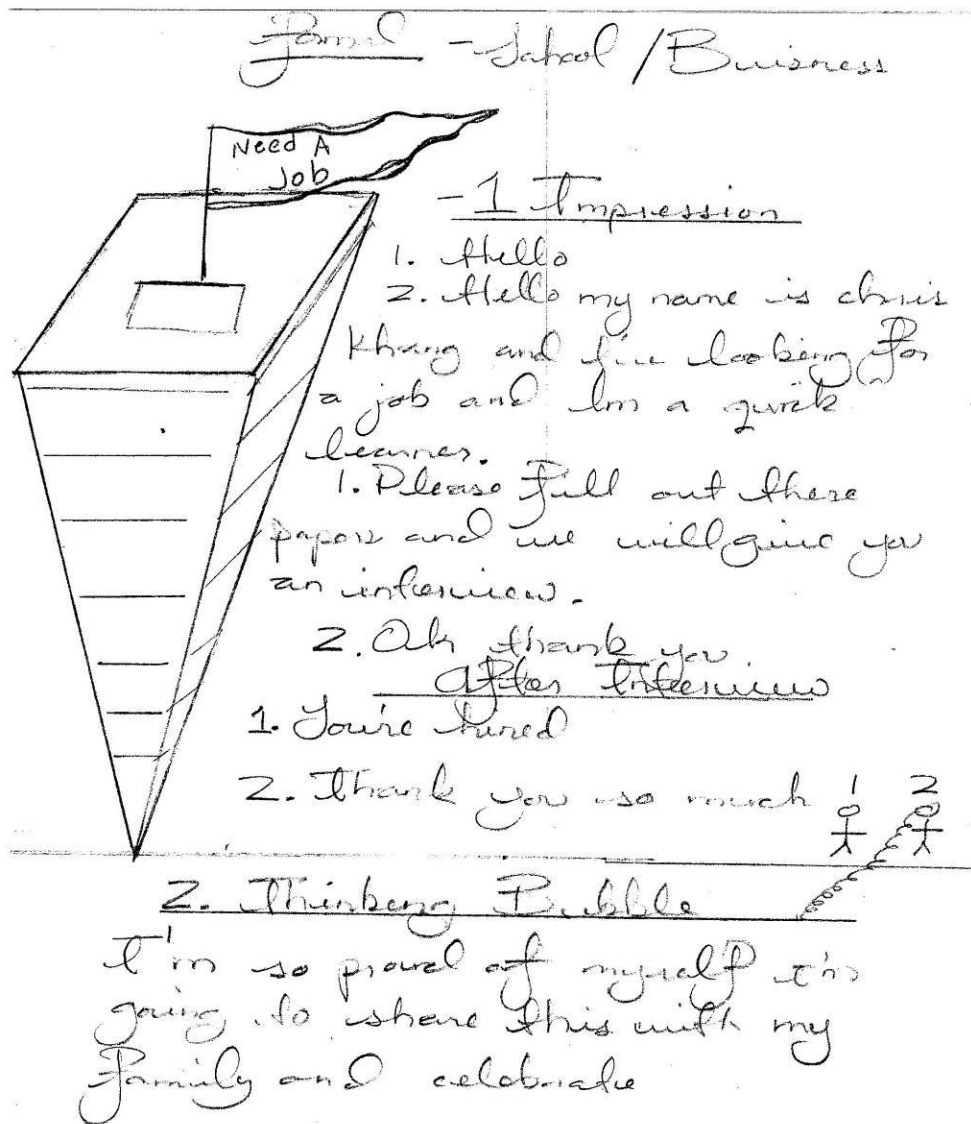 Formal - School / Buisness
Need A
Job
- 1 Impression
1. Hello
2. Hello my name is chris
Khang and I'm looking for
a job and Im a quick
learner.
1. Please fill out there
papers and we will give you
an interview.
2. Oh thank you
After Interview
1. You're hired
2. Thank you so much
1 2
2. Thinking Bubble
I'm so proud of myself I'm
going to share this with my
family and celebrate